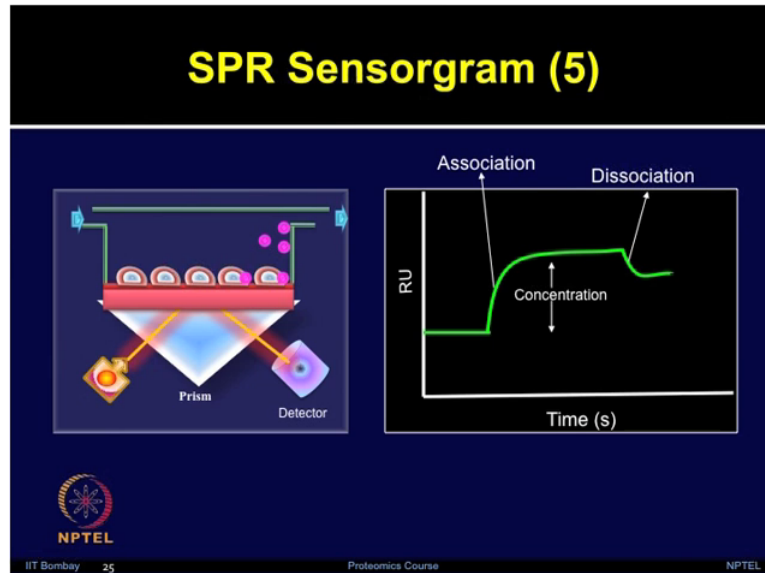 SPR Sensorgram (5)
Prism
Detector
Association
Dissociation
Concentration
RU
Time (s)
NPTEL
IIT Bombay 25 Proteomics Course NPTEL